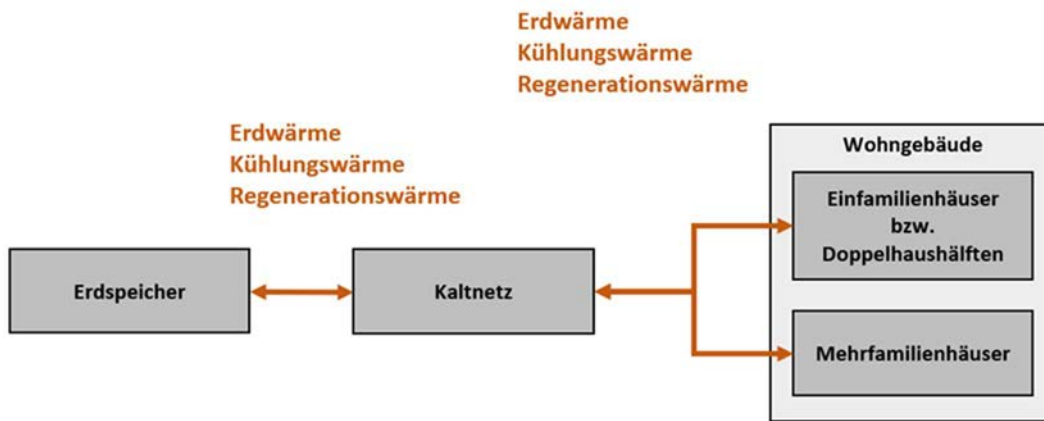 Erdwärme
Kühlungswärme
Regenerationswärme
Erdwärme
Kühlungswärme
Regenerationswärme
Wohngebäude
Einfamilienhäuser
bzw.
Doppelhaushälften
Erdspeicher
Kaltnetz
Mehrfamilienhäuser